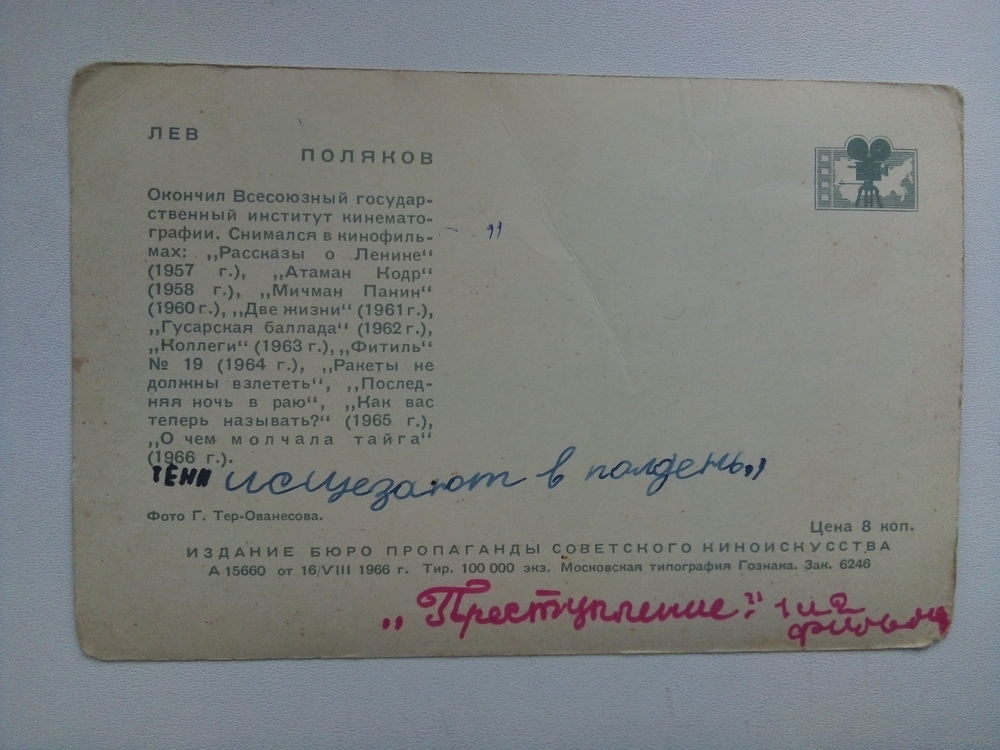 ЛЕВ
ПОЛЯКОВ
Окончил Всесоюзный государ-
ственный институт кинемато-
графии. Снимался в кинофиль-
мах: ,,Рассказы о Ленине“
(1957 г.), ,,Атаман Кодр“
(1958 г.), ,,Мичман Панин“
(1960 г.), ,,Две жизни“ (1961 г.),
,,Гусарская баллада“ (1962 г.),
,,Коллеги“ (1963 г.), ,,Фитиль“
№ 19 (1964 г.), ,,Ракеты не
должны взлететь“, ,,Послед-
няя ночь в раю“, ,,Как вас
теперь называть?“ (1965 г.),
,,О чем молчала тайга“
(1966 г.).
тени исчезают в полдень,,
Фото Г. Тер-Ованесова.
Цена 8 коп.
ИЗДАНИЕ БЮРО ПРОПАГАНДЫ СОВЕТСКОГО КИНОИСКУССТВА
А 15660 от 16/VIII 1966 г. Тир. 100 000 экз. Московская типография Гознака. Зак. 6246
,,Преступление" 1 и 2